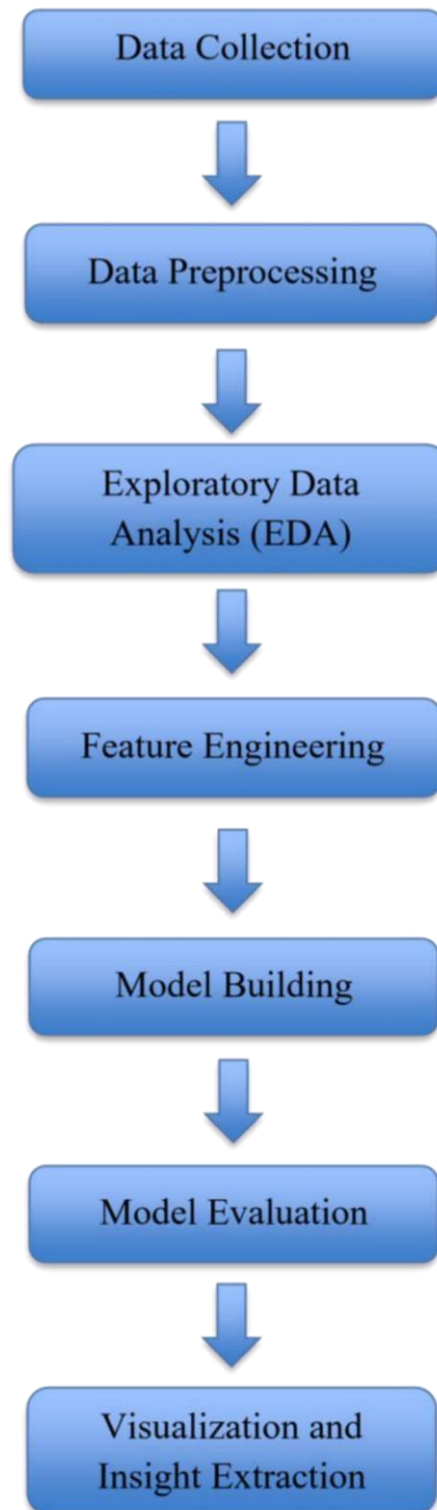 Data Collection
Data Preprocessing
Exploratory Data
Analysis (EDA)
Feature Engineering
Model Building
Model Evaluation
Visualization and
Insight Extraction